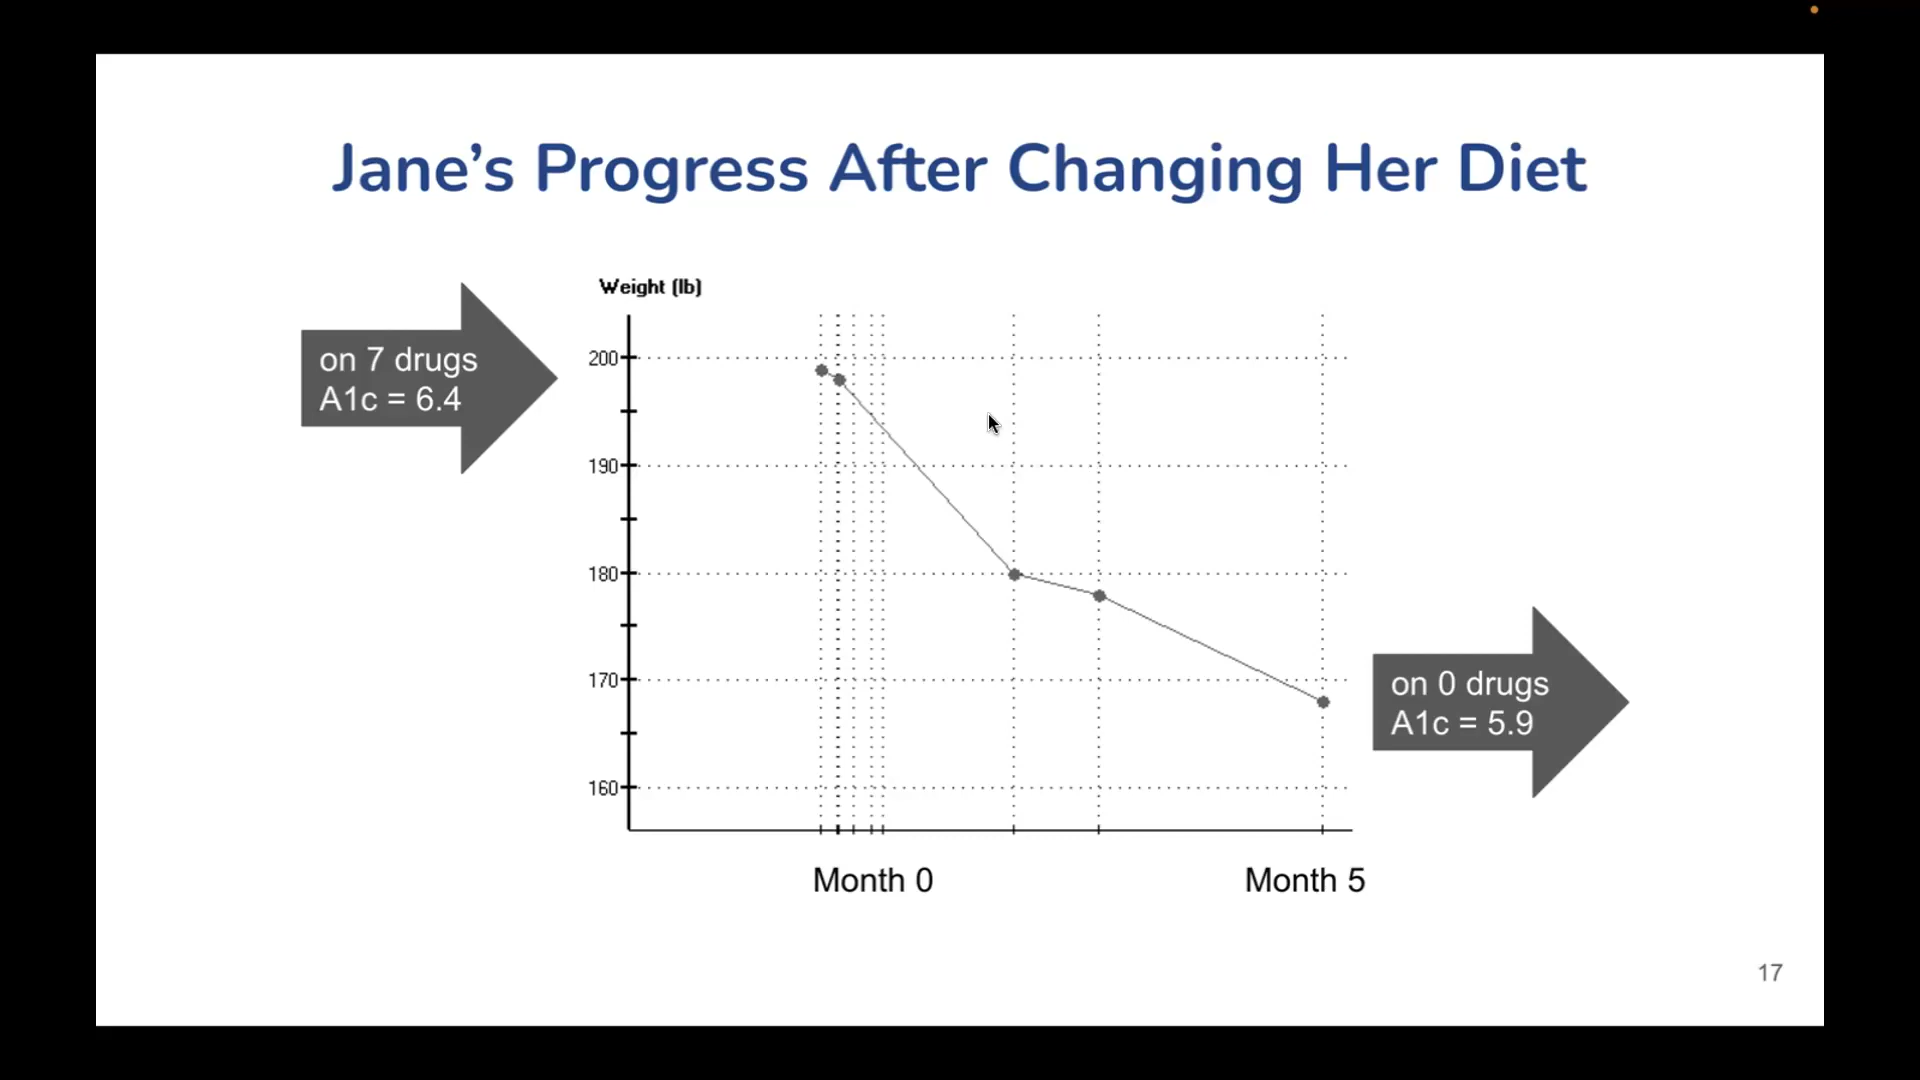 Jane’s Progress After Changing Her Diet
Weight (lb)
on 7 drugs
A1c = 6.4
200
190
180
170
160
on 0 drugs
A1c = 5.9
Month 0
Month 5
17